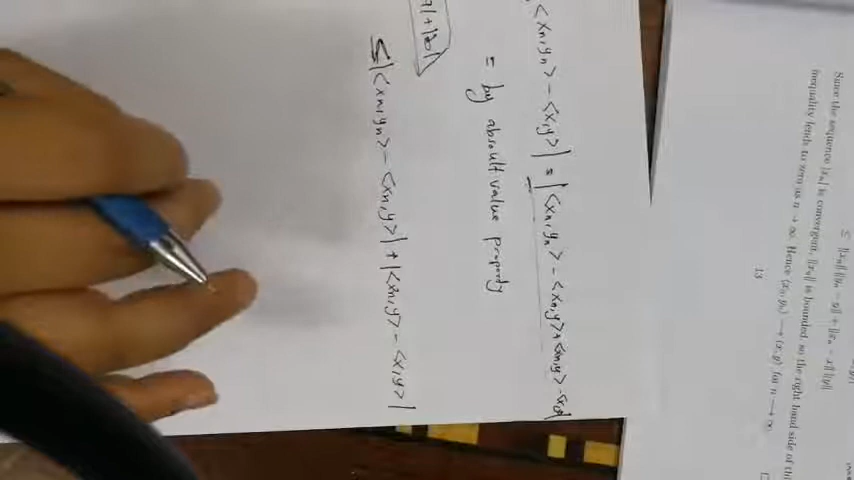 <xn,yn> - <x,y>| = |<xn,yn> - <xn,y> + <xn,y> - <x,y>|
= by absoult value property
≤ |<xn,yn> - <xn,y>| + |<xn,y> - <x,y>|
≤ ||xn|| ||yn − y|| + ||xn − x|| ||y||
Since the sequence {xn} is convergent, ||xn|| is bounded, so the right hand side of
inequality tends to zero as n → ∞. Hence ⟨xn, yn⟩ → ⟨x, y⟩ for n → ∞.
13